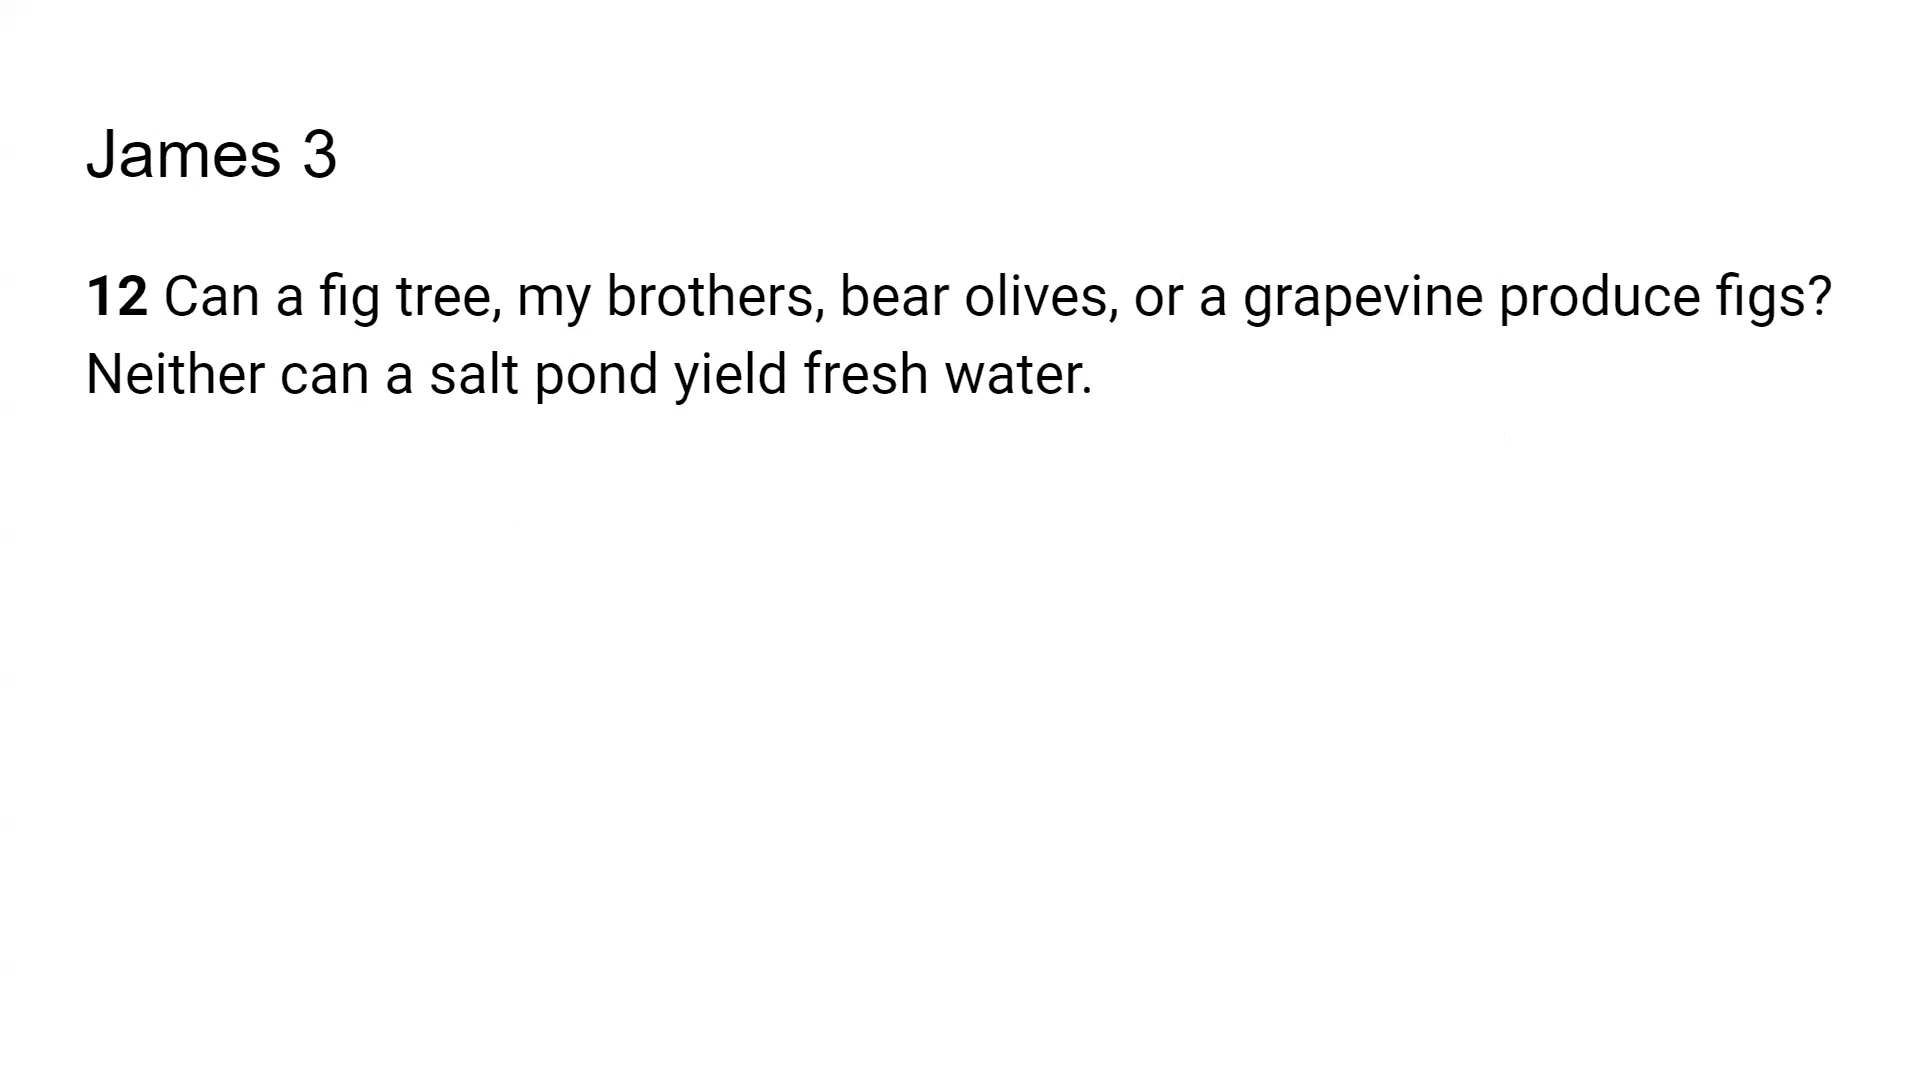 James 3
12 Can a fig tree, my brothers, bear olives, or a grapevine produce figs?
Neither can a salt pond yield fresh water.